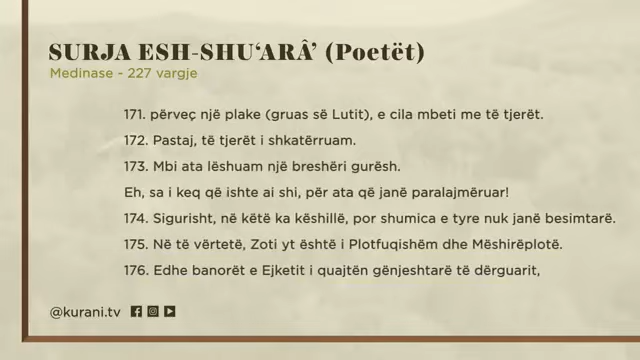 SURJA ESH-SHU‘ARÂ’ (Poetët)
Medinase - 227 vargje
171. përveç një plake (gruas së Lutit), e cila mbeti me të tjerët.
172. Pastaj, të tjerët i shkatërruam.
173. Mbi ata lëshuam një breshëri gurësh.
Eh, sa i keq që ishte ai shi, për ata që janë paralajmëruar!
174. Sigurisht, në këtë ka këshillë, por shumica e tyre nuk janë besimtarë.
175. Në të vërtetë, Zoti yt është i Plotfuqishëm dhe Mëshirëplotë.
176. Edhe banorët e Ejketit i quajtën gënjeshtarë të dërguarit,
@kurani.tv